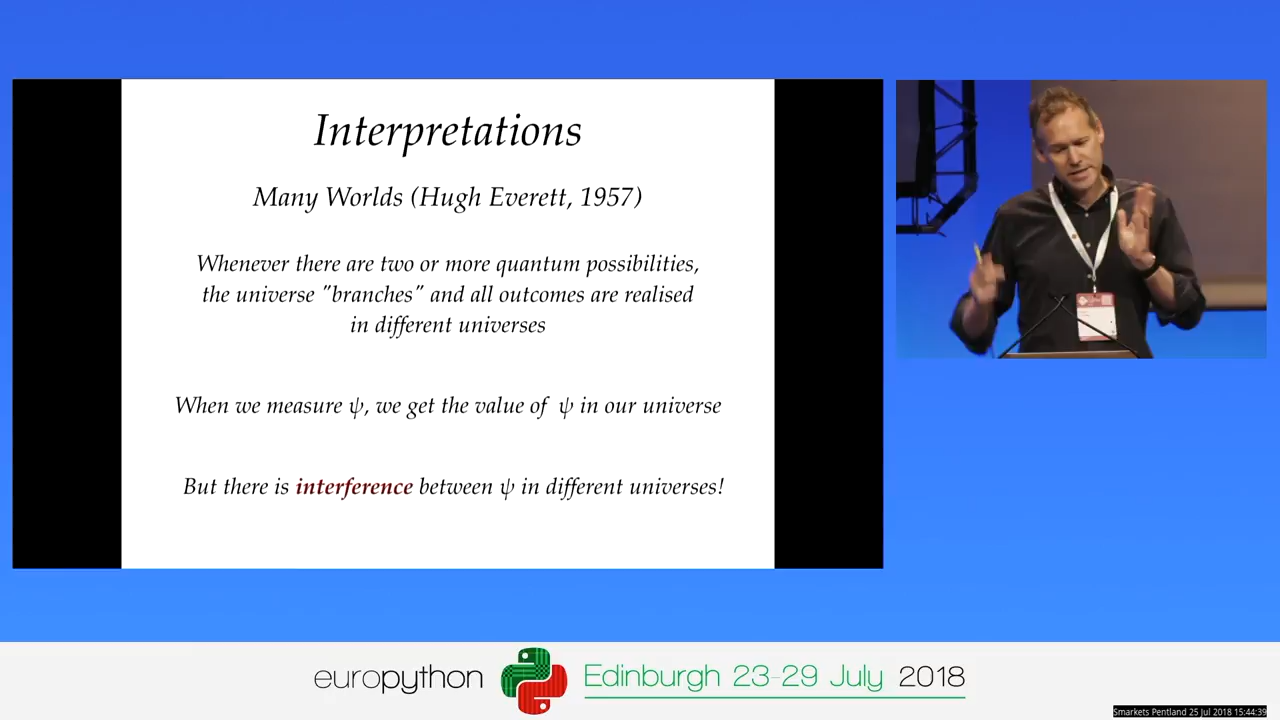 Interpretations
Many Worlds (Hugh Everett, 1957)
Whenever there are two or more quantum possibilities,
the universe "branches" and all outcomes are realised
in different universes
When we measure ψ, we get the value of ψ in our universe
But there is interference between ψ in different universes!
europython Edinburgh 23-29 July 2018
Smarkets Pentland 25 Jul 2018 15:44:39